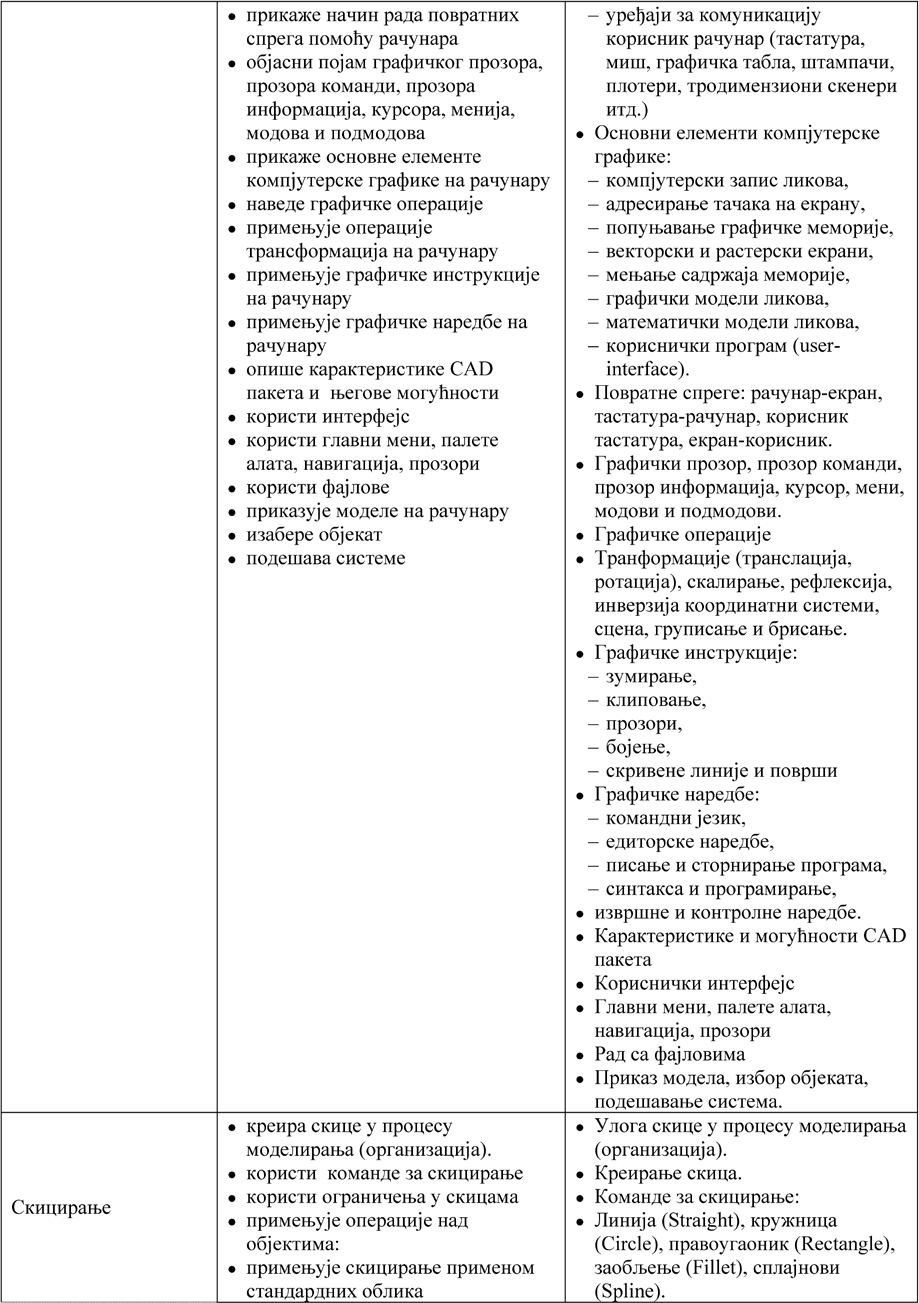 • прикаже начин рада повратних
спрега помоћу рачунара
• објасни појам графичког прозора,
прозора команди, прозора
информација, курсора, менија,
модова и подмодова
• прикаже основне елементе
компјутерске графике на рачунару
• наведе графичке операције
• примењује операције
трансформација на рачунару
• примењује графичке инструкције
на рачунару
• примењује графичке наредбе на
рачунару
• опише карактеристике CAD
пакета и његове могућности
• користи интерфејс
• користи главни мени, палете
алата, навигација, прозори
• користи фајлове
• приказује моделе на рачунару
• изабере објекат
• подешава системе
– уређаји за комуникацију
корисник рачунар (тастатура,
миш, графичка табла, штампачи,
плотери, тродимензиони скенери
итд.)
• Основни елементи компјутерске
графике:
– компјутерски запис ликова,
– адресирање тачака на екрану,
– попуњавање графичке меморије,
– векторски и растерски екрани,
– мењање садржаја меморије,
– графички модели ликова,
– математички модели ликова,
– кориснички програм (user-
interface).
• Повратне спреге: рачунар-екран,
тастатура-рачунар, корисник
тастатура, екран-корисник.
• Графички прозор, прозор команди,
прозор информација, курсор, мени,
модови и подмодови.
• Графичке операције
• Транформације (транслација,
ротација), скалирање, рефлексија,
инверзија координатни системи,
сцена, груписање и брисање.
• Графичке инструкције:
– зумирање,
– клиповање,
– прозори,
– бојење,
– скривене линије и површи
• Графичке наредбе:
– командни језик,
– едиторске наредбе,
– писање и сторнирање програма,
– синтакса и програмирање,
• извршне и контролне наредбе.
• Карактеристике и могућности CAD
пакета
• Кориснички интерфејс
• Главни мени, палете алата,
навигација, прозори
• Рад са фајловима
• Приказ модела, избор објеката,
подешавање система.
Скицирање
• креира скице у процесу
моделирања (организација).
• користи команде за скицирање
• користи ограничења у скицама
• примењује операције над
објектима:
• примењује скицирање применом
стандардних облика
• Улога скице у процесу моделирања
(организација).
• Креирање скица.
• Команде за скицирање:
• Линија (Straight), кружница
(Circle), правоугаоник (Rectangle),
заобљење (Fillet), сплајнови
(Spline).